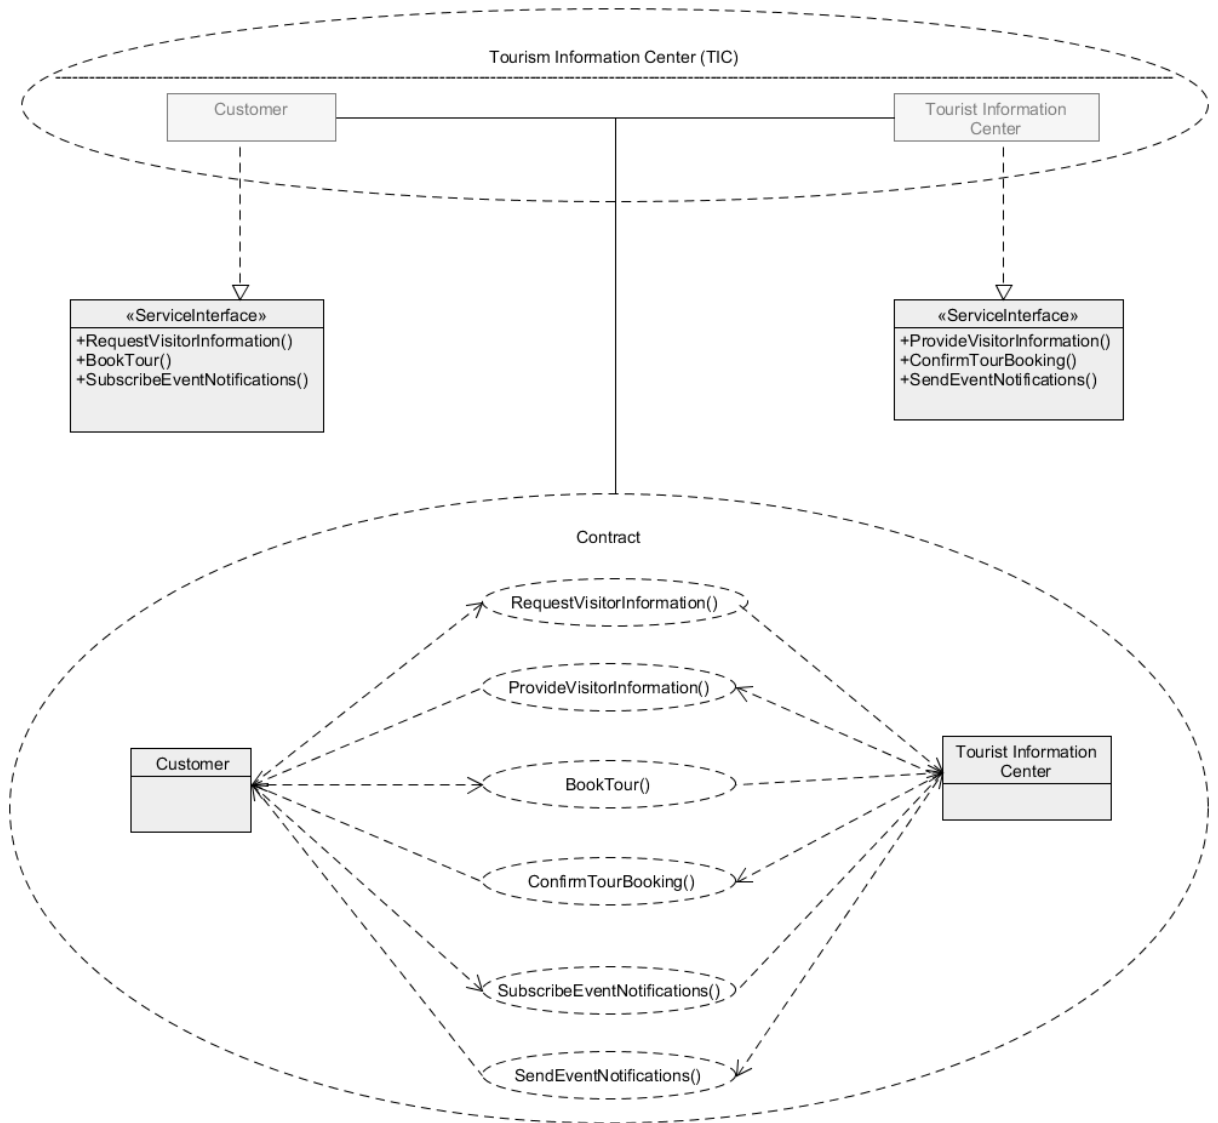 Tourism Information Center (TIC)
Customer
Tourist Information
Center
«ServiceInterface»
+RequestVisitorInformation()
+BookTour()
+SubscribeEventNotifications()
«ServiceInterface»
+ProvideVisitorInformation()
+ConfirmTourBooking()
+SendEventNotifications()
Contract
RequestVisitorInformation()
ProvideVisitorInformation()
Customer
Tourist Information
Center
BookTour()
ConfirmTourBooking()
SubscribeEventNotifications()
SendEventNotifications()